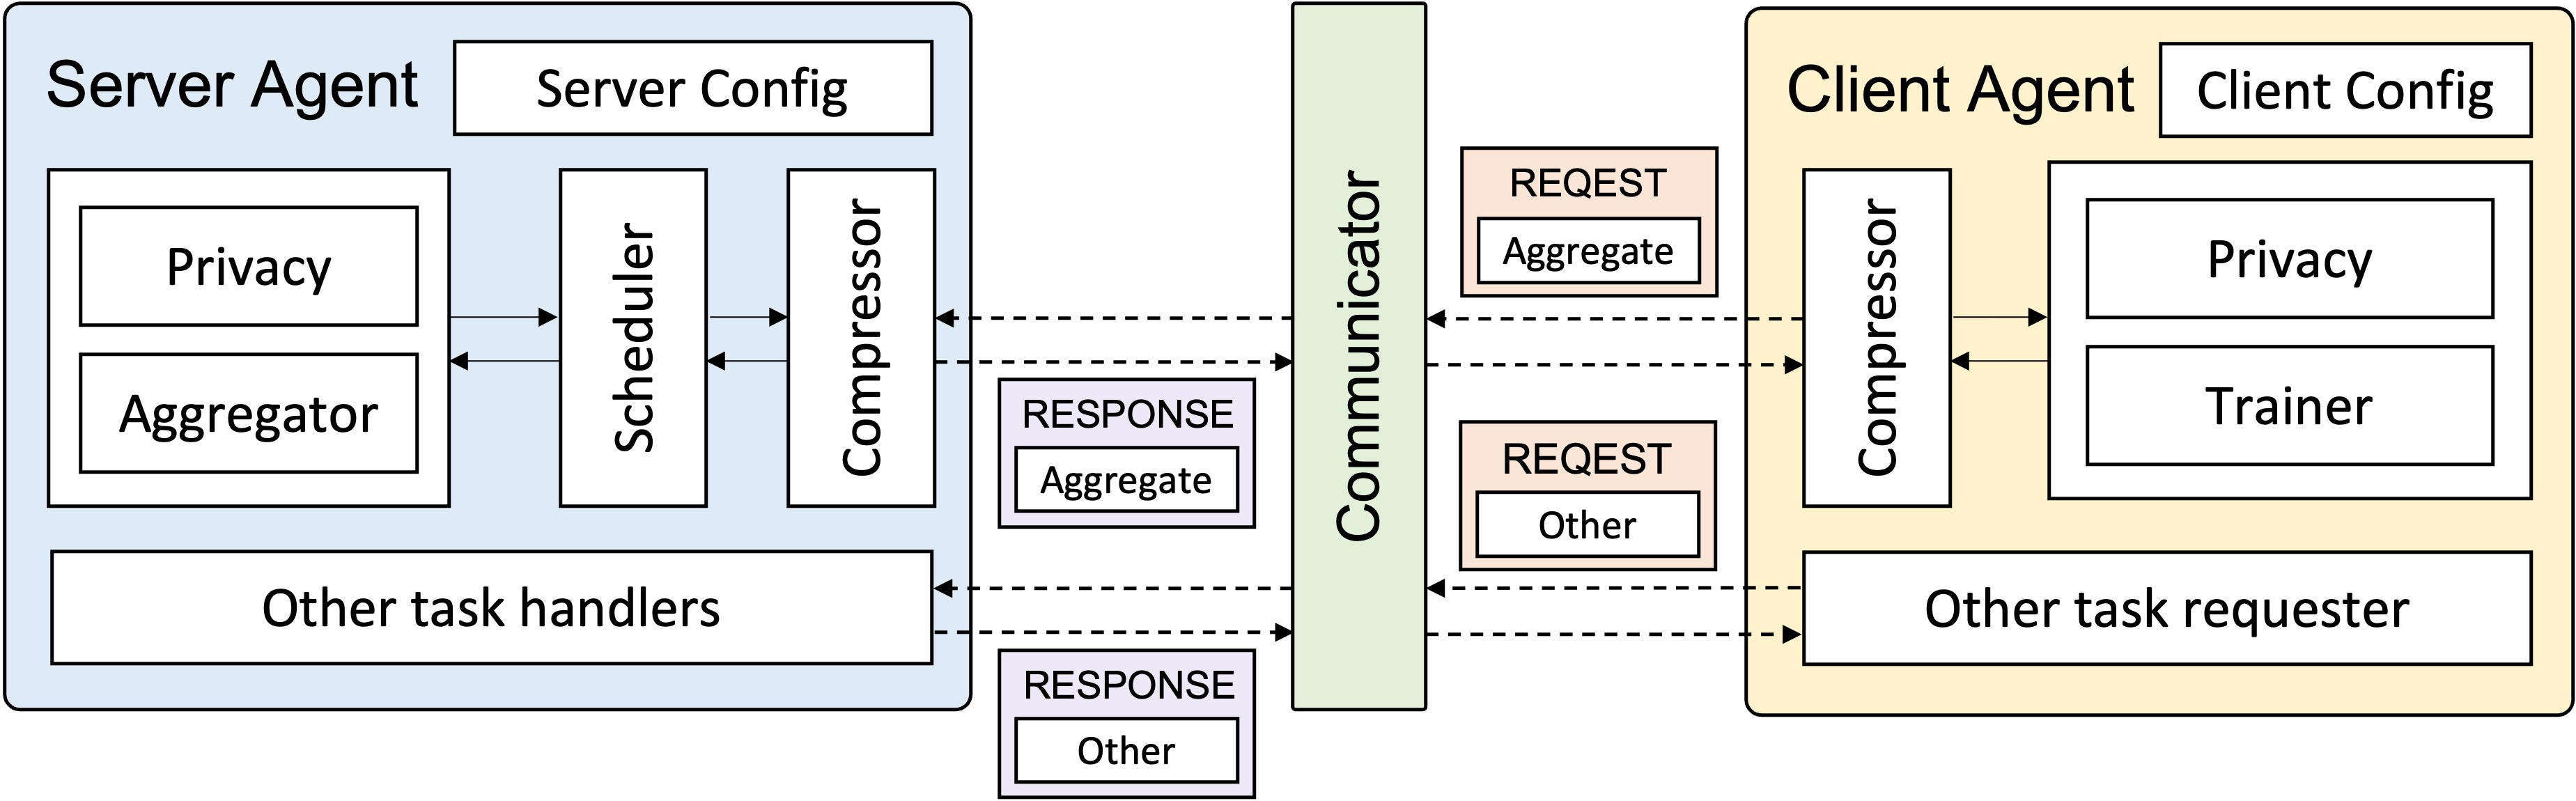 Server Agent
Server Config
Privacy
Aggregator
Scheduler
Compressor
Other task handlers
RESPONSE
Aggregate
RESPONSE
Other
Communicator
REQEST
Aggregate
REQEST
Other
Client Agent
Client Config
Compressor
Privacy
Trainer
Other task requester